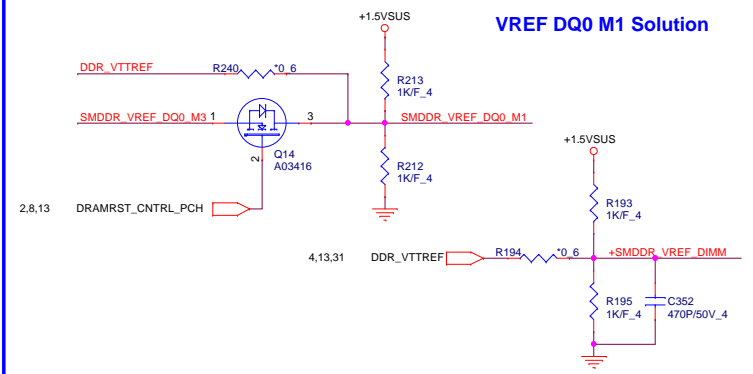 +1.5VSUS
VREF DQ0 M1 Solution
DDR_VTTREF
R240
*0_6
R213
1K/F_4
SMDDR_VREF_DQ0_M3
1
3
SMDDR_VREF_DQ0_M1
2
Q14
A03416
R212
1K/F_4
+1.5VSUS
2,8,13
DRAMRST_CNTRL_PCH
R193
1K/F_4
4,13,31
DDR_VTTREF
R194
*0_6
+SMDDR_VREF_DIMM
R195
1K/F_4
C352
470P/50V_4